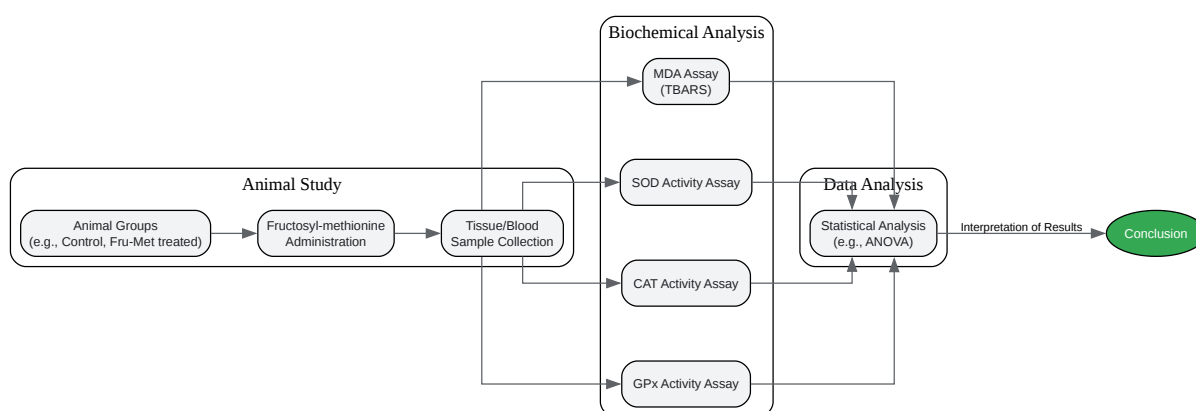 Animal Study
Animal Groups
(e.g., Control, Fru-Met treated)
Fructosyl-methionine
Administration
Tissue/Blood
Sample Collection
Biochemical Analysis
MDA Assay
(TBARS)
SOD Activity Assay
CAT Activity Assay
GPx Activity Assay
Data Analysis
Statistical Analysis
(e.g., ANOVA)
Interpretation of Results
Conclusion